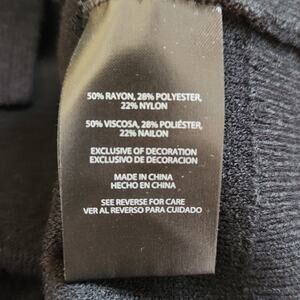 50% RAYON, 28% POLYESTER,
22% NYLON
50% VISCOSA, 28% POLIÉSTER,
22% NAILON
EXCLUSIVE OF DECORATION
EXCLUSIVO DE DECORACION
MADE IN CHINA
HECHO EN CHINA
SEE REVERSE FOR CARE
VER AL REVERSO PARA CUIDADO